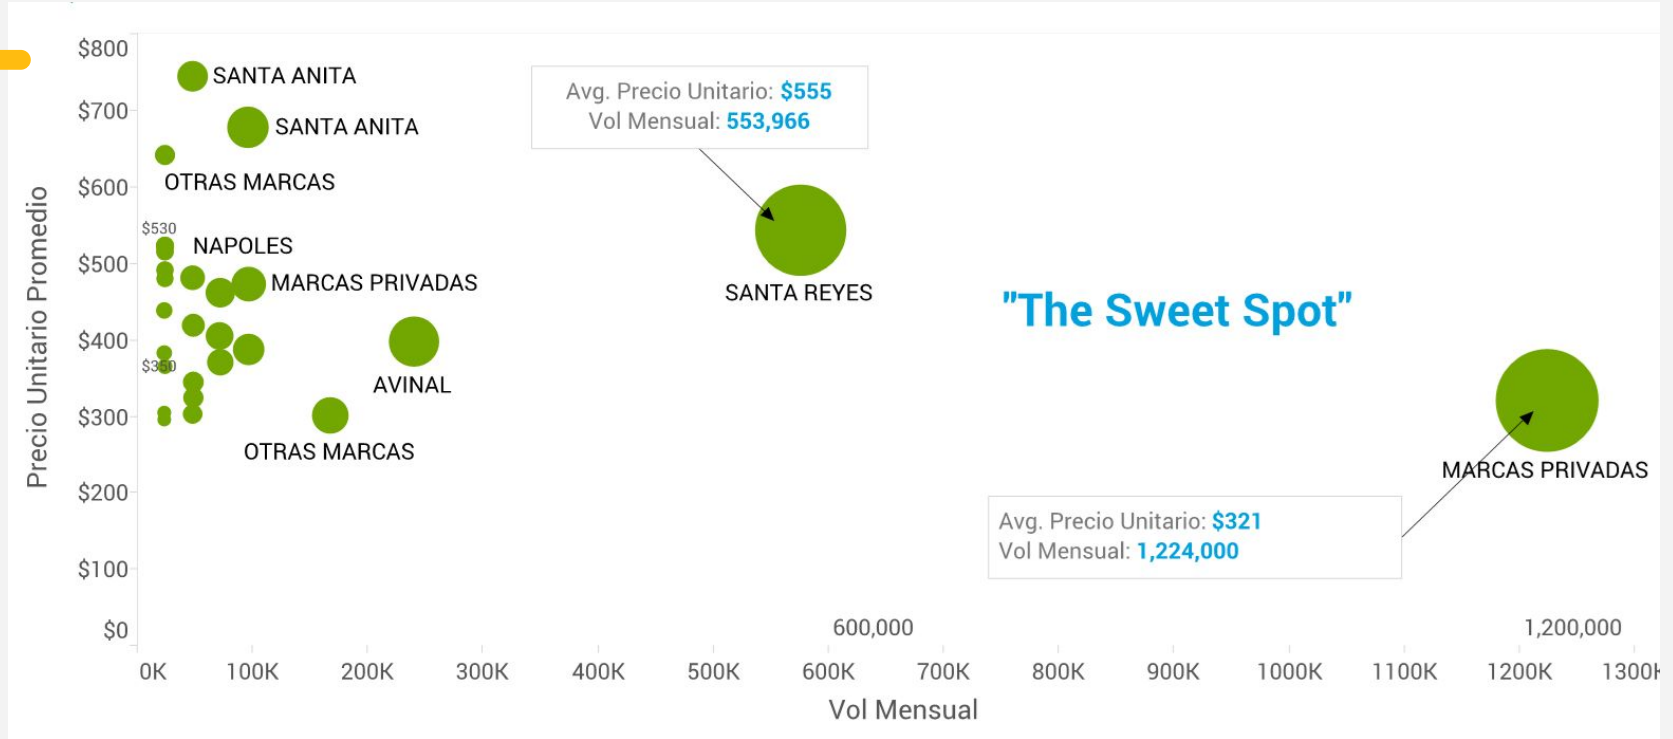 $800
$700
$600
$500
$400
$300
$200
$100
$0
Precio Unitario Promedio
SANTA ANITA
SANTA ANITA
OTRAS MARCAS
$530
NAPOLES
MARCAS PRIVADAS
$350
AVINAL
OTRAS MARCAS
Avg. Precio Unitario: $555
Vol Mensual: 553,966
SANTA REYES
"The Sweet Spot"
MARCAS PRIVADAS
Avg. Precio Unitario: $321
Vol Mensual: 1,224,000
600,000
1,200,000
0K
100K
200K
300K
400K
500K
600K
700K
800K
900K
1000K
1100K
1200K
1300K
Vol Mensual